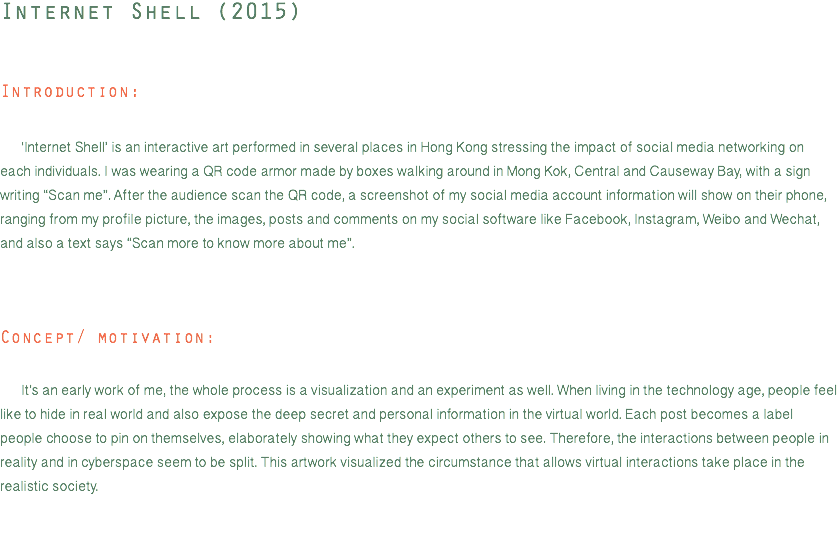 Internet Shell (2015)
Introduction:
'Internet Shell' is an interactive art performed in several places in Hong Kong stressing the impact of social media networking on
each individuals. I was wearing a QR code armor made by boxes walking around in Mong Kok, Central and Causeway Bay, with a sign
writing "Scan me". After the audience scan the QR code, a screenshot of my social media account information will show on their phone,
ranging from my profile picture, the images, posts and comments on my social software like Facebook, Instagram, Weibo and Wechat,
and also a text says "Scan more to know more about me".
Concept/ motivation:
It's an early work of me, the whole process is a visualization and an experiment as well. When living in the technology age, people feel
like to hide in real world and also expose the deep secret and personal information in the virtual world. Each post becomes a label
people choose to pin on themselves, elaborately showing what they expect others to see. Therefore, the interactions between people in
reality and in cyberspace seem to be split. This artwork visualized the circumstance that allows virtual interactions take place in the
realistic society.